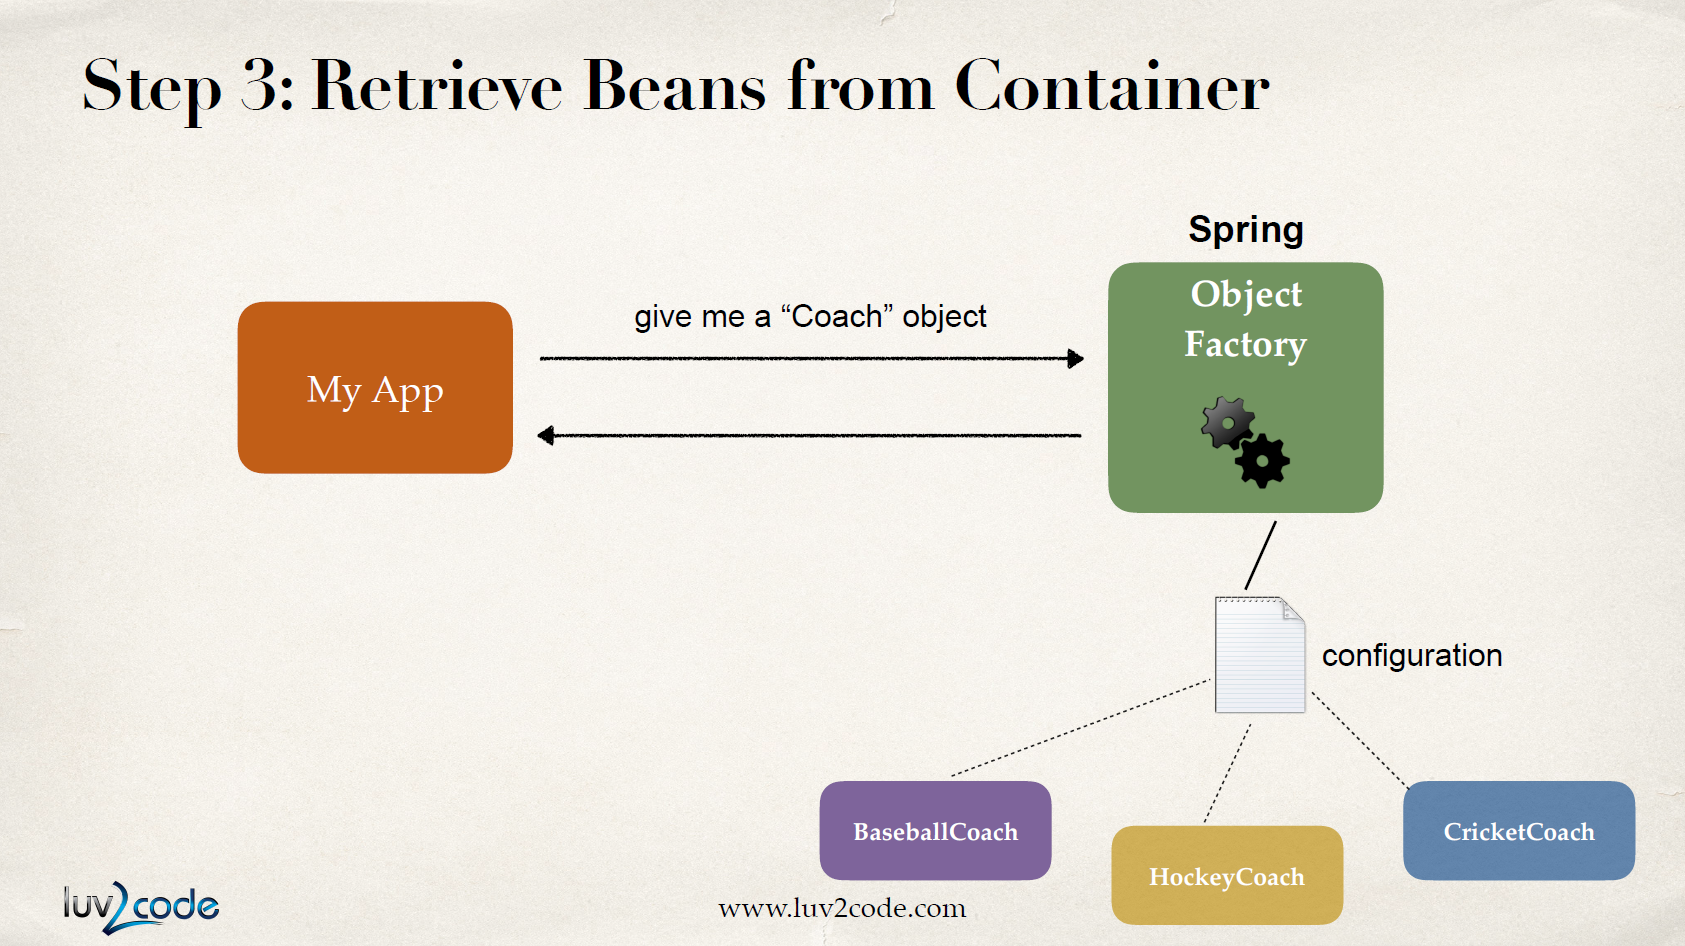 Step 3: Retrieve Beans from Container
Spring
Object
Factory
give me a “Coach” object
My App
configuration
BaseballCoach
HockeyCoach
CricketCoach
luv2code
www.luv2code.com